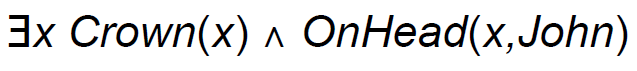 ∃x Crown(x) ∧ OnHead(x,John)